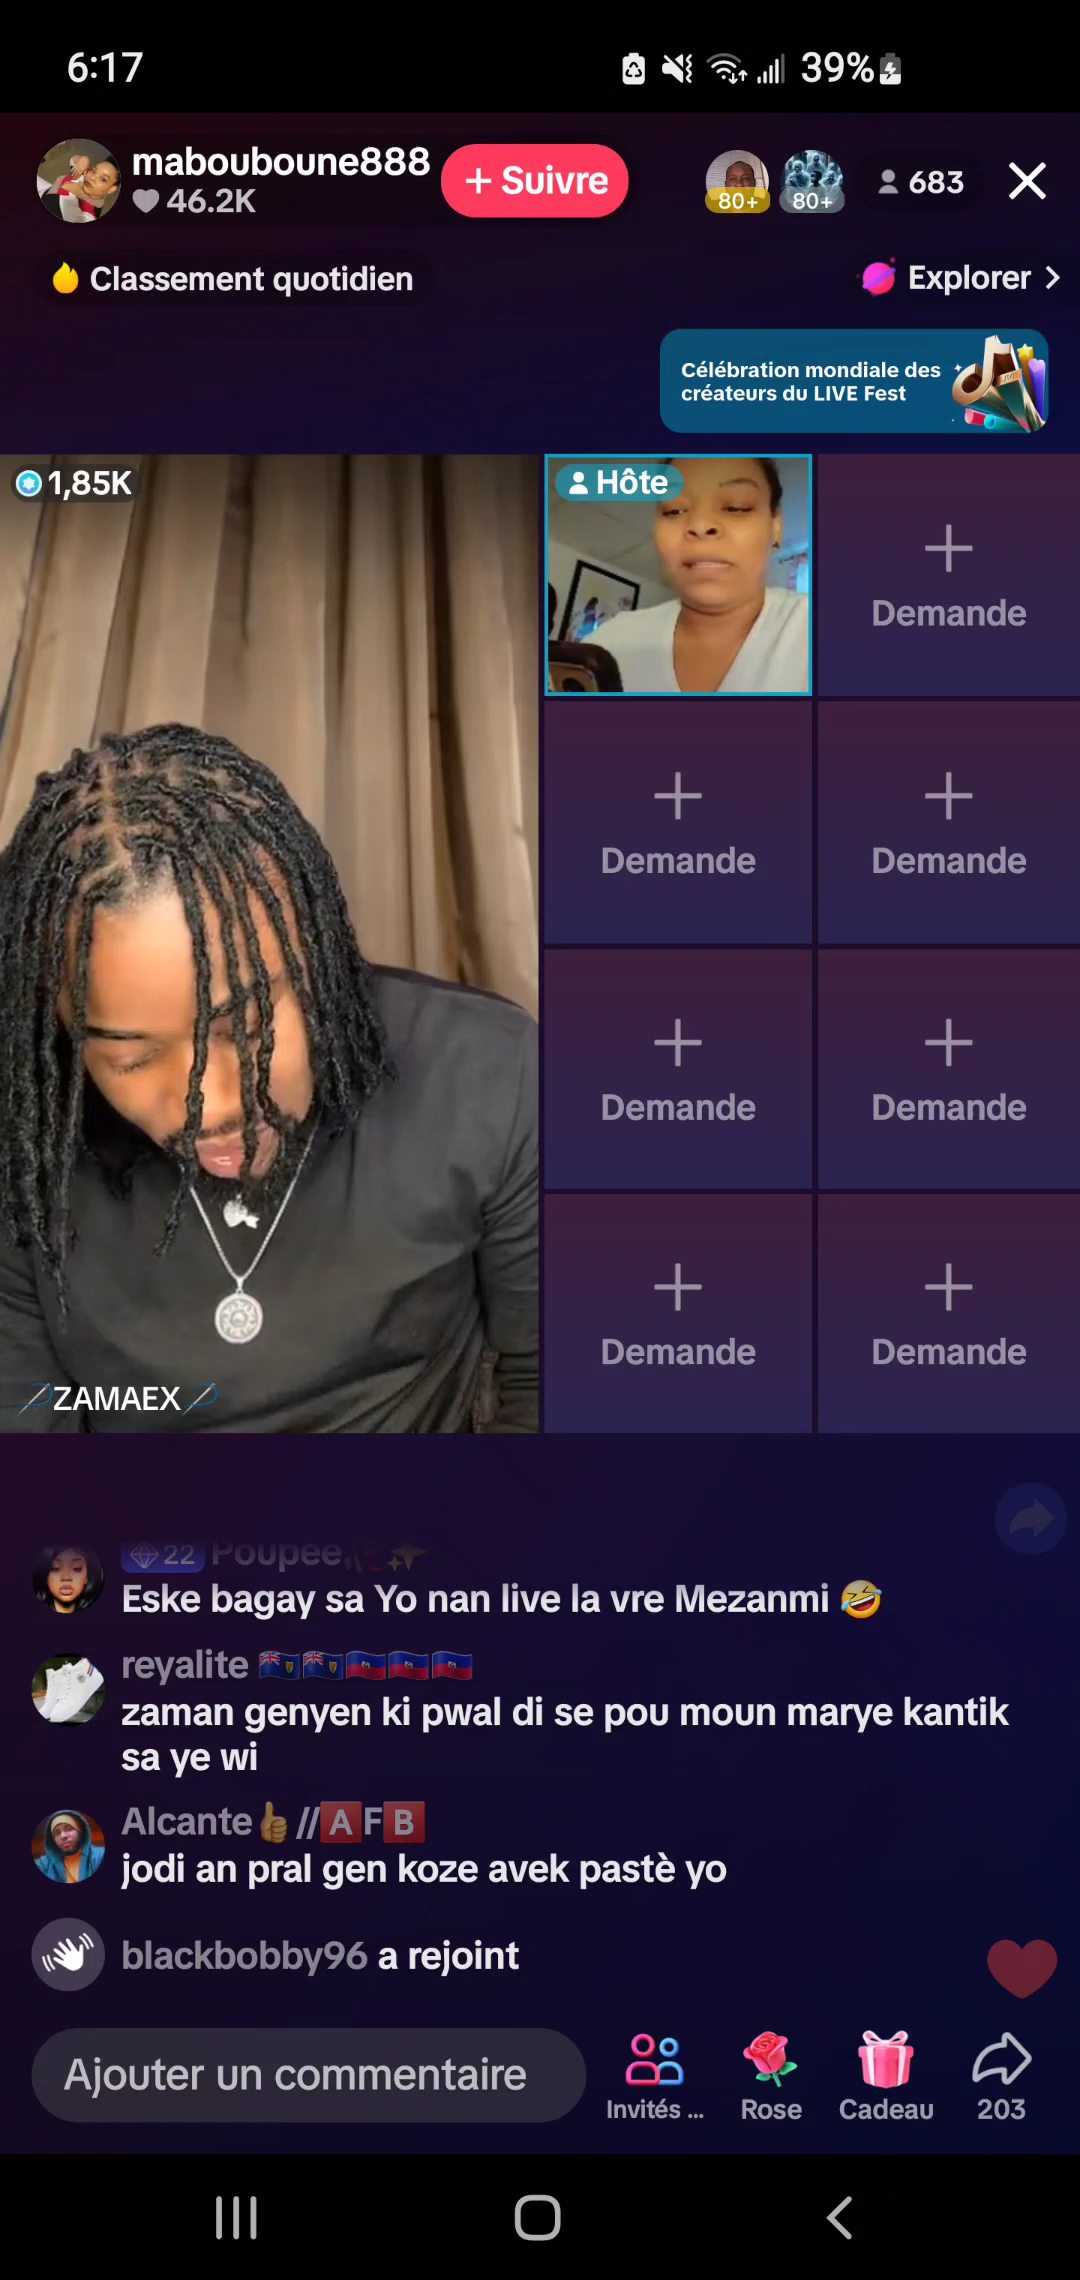 6:17
39%
mabouboune888
46.2K
+ Suivre
80+
80+
683
Classement quotidien
Explorer
Célébration mondiale des
créateurs du LIVE Fest
1,85K
Hôte
Demande
Demande
Demande
Demande
Demande
Demande
Demande
ZAMAEX
22 Poupee
Eske bagay sa Yo nan live la vre Mezanmi 🤣
reyalite 🇹🇨🇹🇨🇭🇹🇭🇹🇭🇹
zaman genyen ki pwal di se pou moun marye kantik
sa ye wi
Alcante👍//🅰F🅱
jodi an pral gen koze avek pastè yo
blackbobby96 a rejoint
Ajouter un commentaire
Invités ...
Rose
Cadeau
203